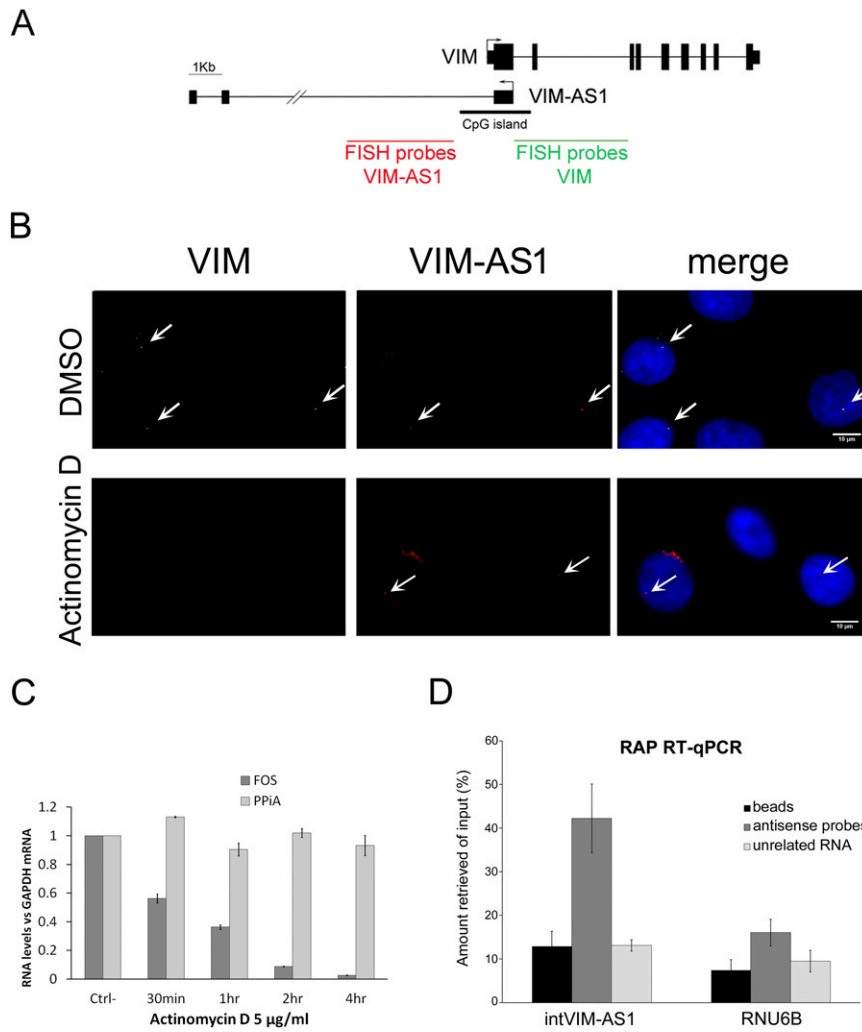 A
VIM
1Kb
VIM-AS1
CpG island
FISH probes
VIM-AS1
FISH probes
VIM
B
VIM
VIM-AS1
merge
DMSO
10 µm
Actinomycin D
10 µm
C
FOS
PPiA
RNA levels vs GAPDH mRNA
1.2
1
0.8
0.6
0.4
0.2
0
Ctrl-
30min
1hr
2hr
4hr
Actinomycin D 5 µg/ml
D
RAP RT-qPCR
Amount retrieved of input (%)
60
50
40
30
20
10
0
beads
antisense probes
unrelated RNA
intVIM-AS1
RNU6B